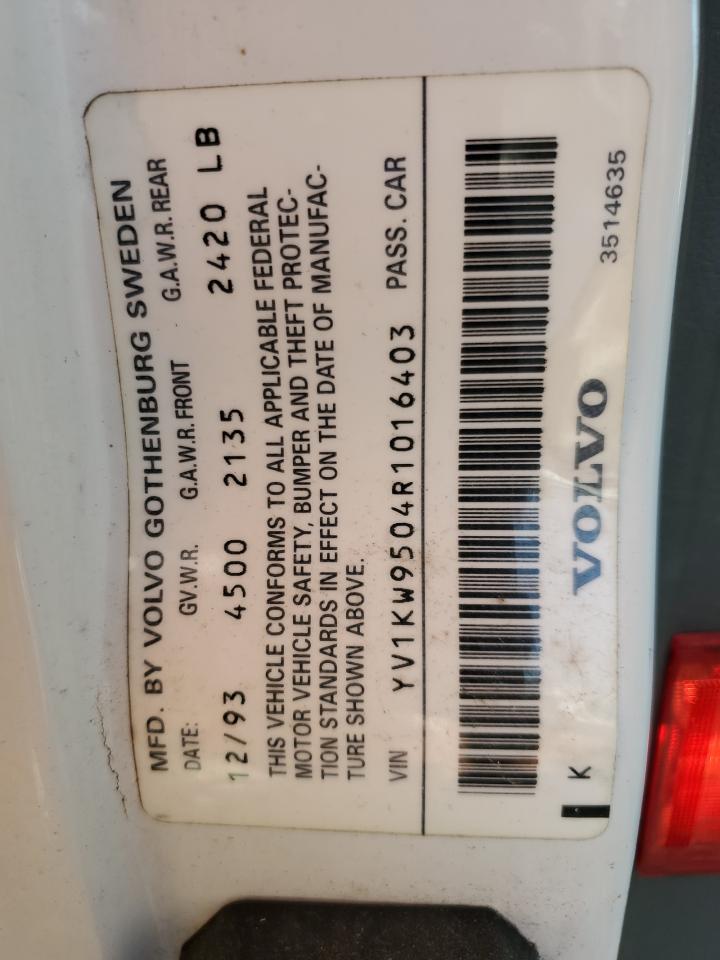 MFD. BY VOLVO GOTHENBURG SWEDEN
DATE: GV.W.R. G.A.W.R. FRONT G.A.W.R. REAR
12/93 4500 2135 2420 LB
THIS VEHICLE CONFORMS TO ALL APPLICABLE FEDERAL
MOTOR VEHICLE SAFETY, BUMPER AND THEFT PROTEC-
TION STANDARDS IN EFFECT ON THE DATE OF MANUFAC-
TURE SHOWN ABOVE.
VIN YV1KW9504R1016403 PASS. CAR
K VOLVO 3514635